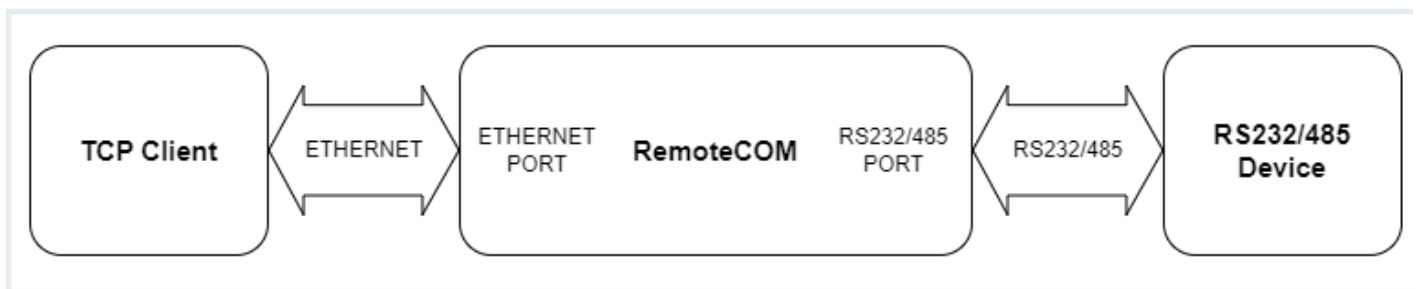 TCP Client
ETHERNET
ETHERNET
PORT
RemoteCOM
RS232/485
PORT
RS232/485
RS232/485
Device